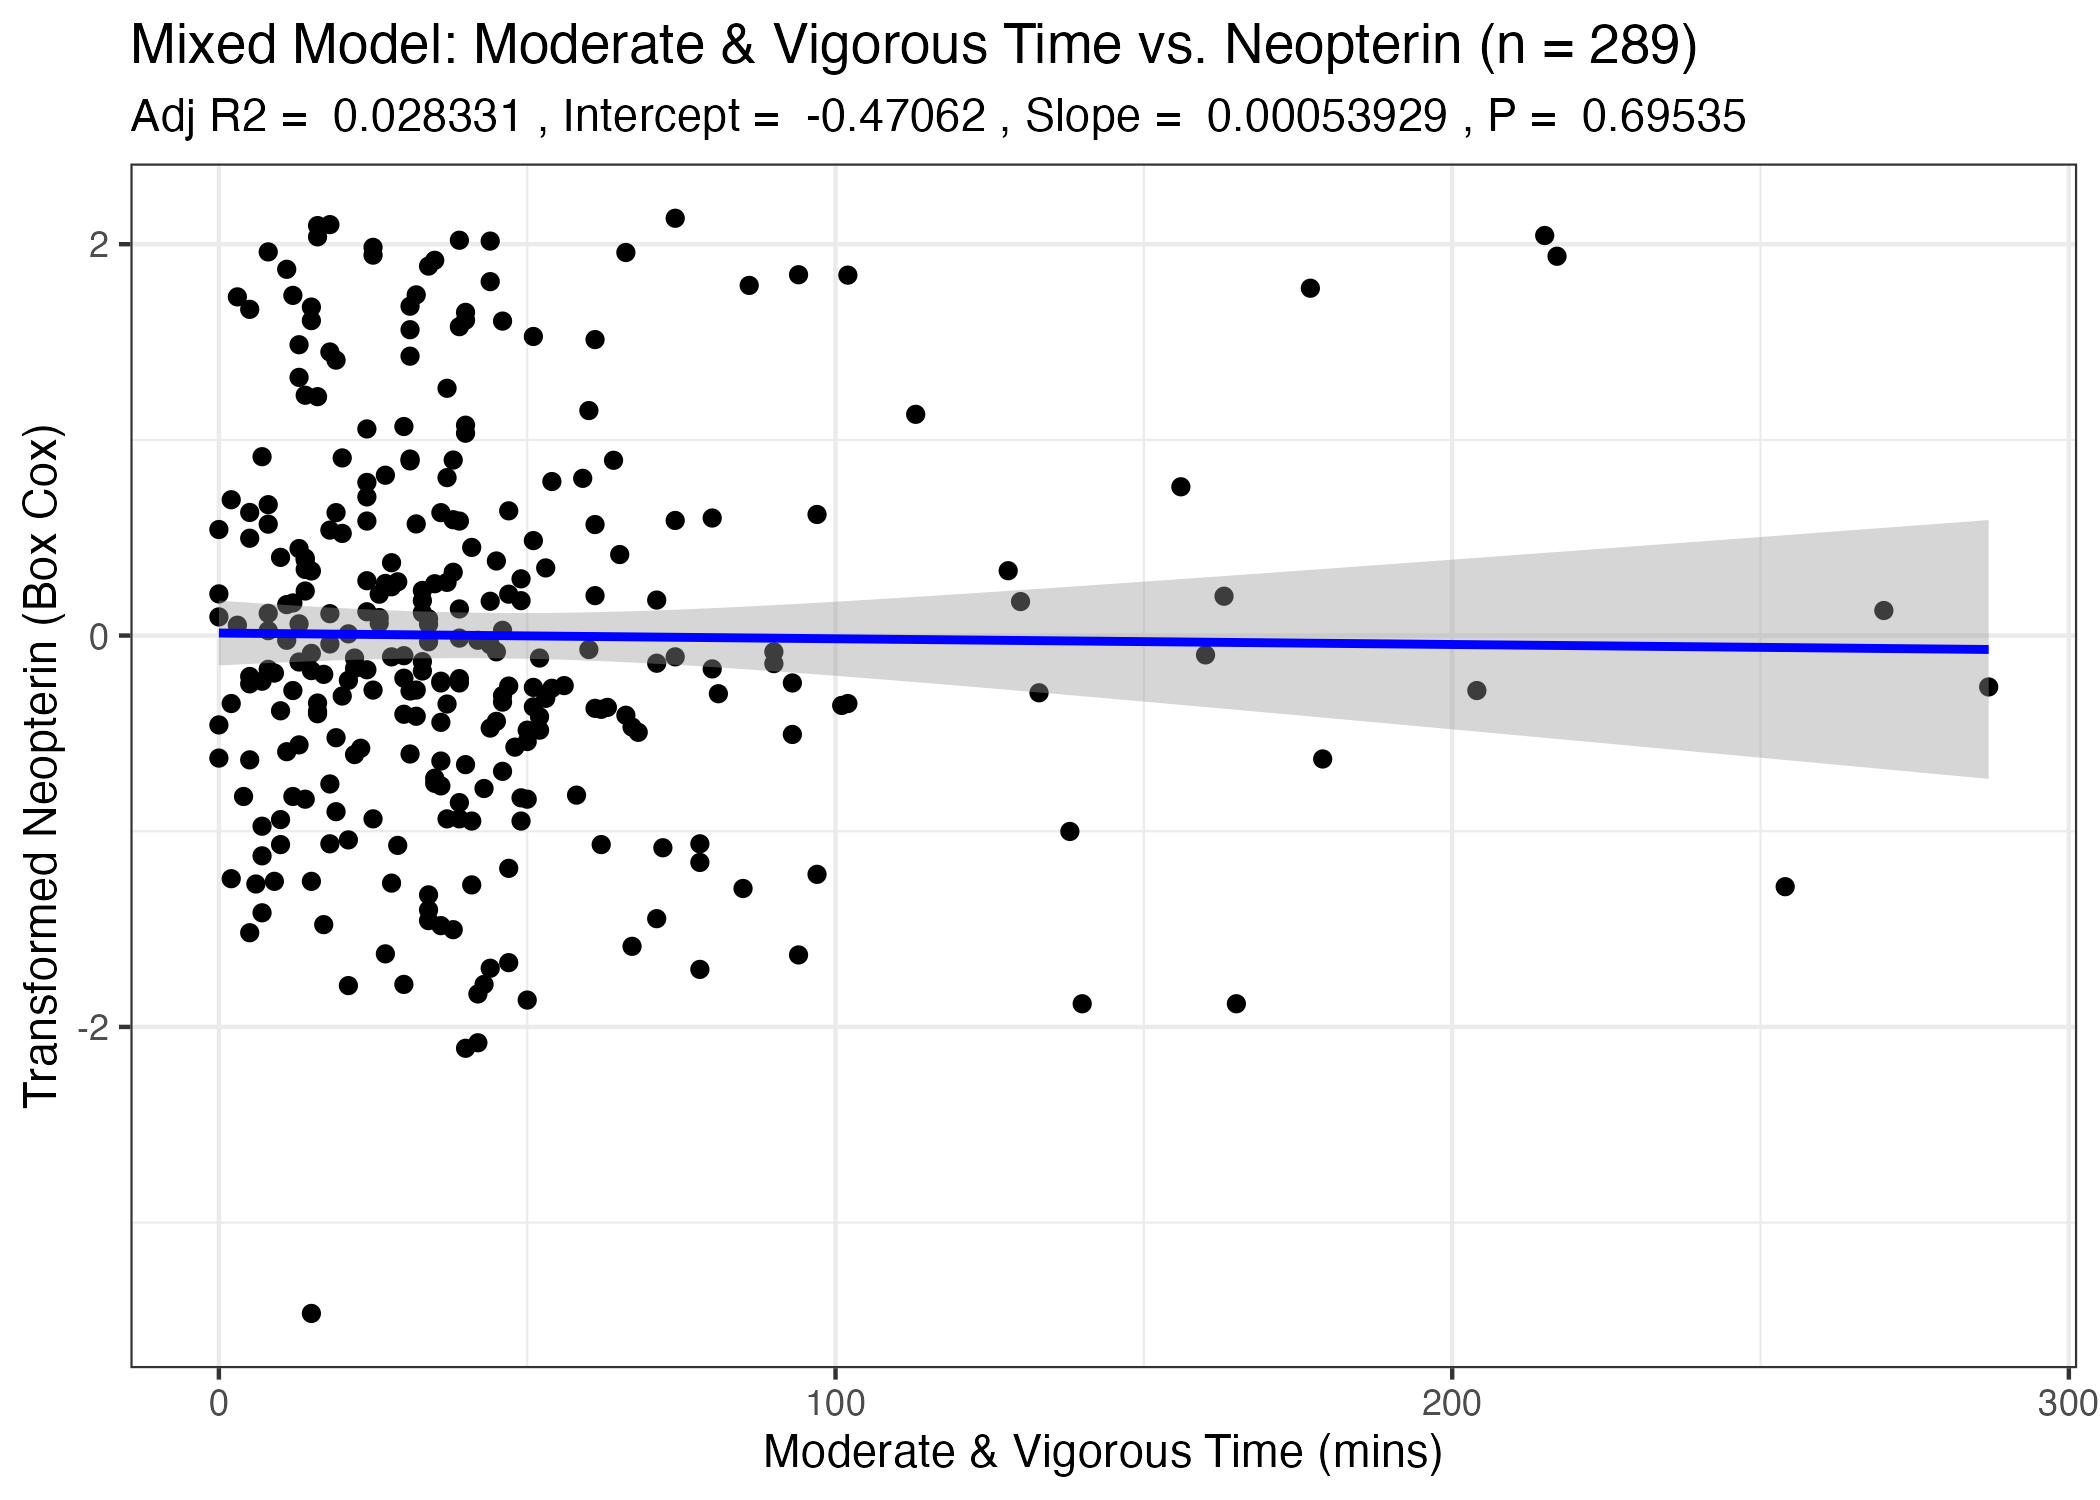 Mixed Model: Moderate & Vigorous Time vs. Neopterin (n = 289)
Adj R2 =  0.028331 , Intercept =  -0.47062 , Slope =  0.00053929 , P =  0.69535
Transformed Neopterin (Box Cox)
2
0
-2
0 100 200 300
Moderate & Vigorous Time (mins)